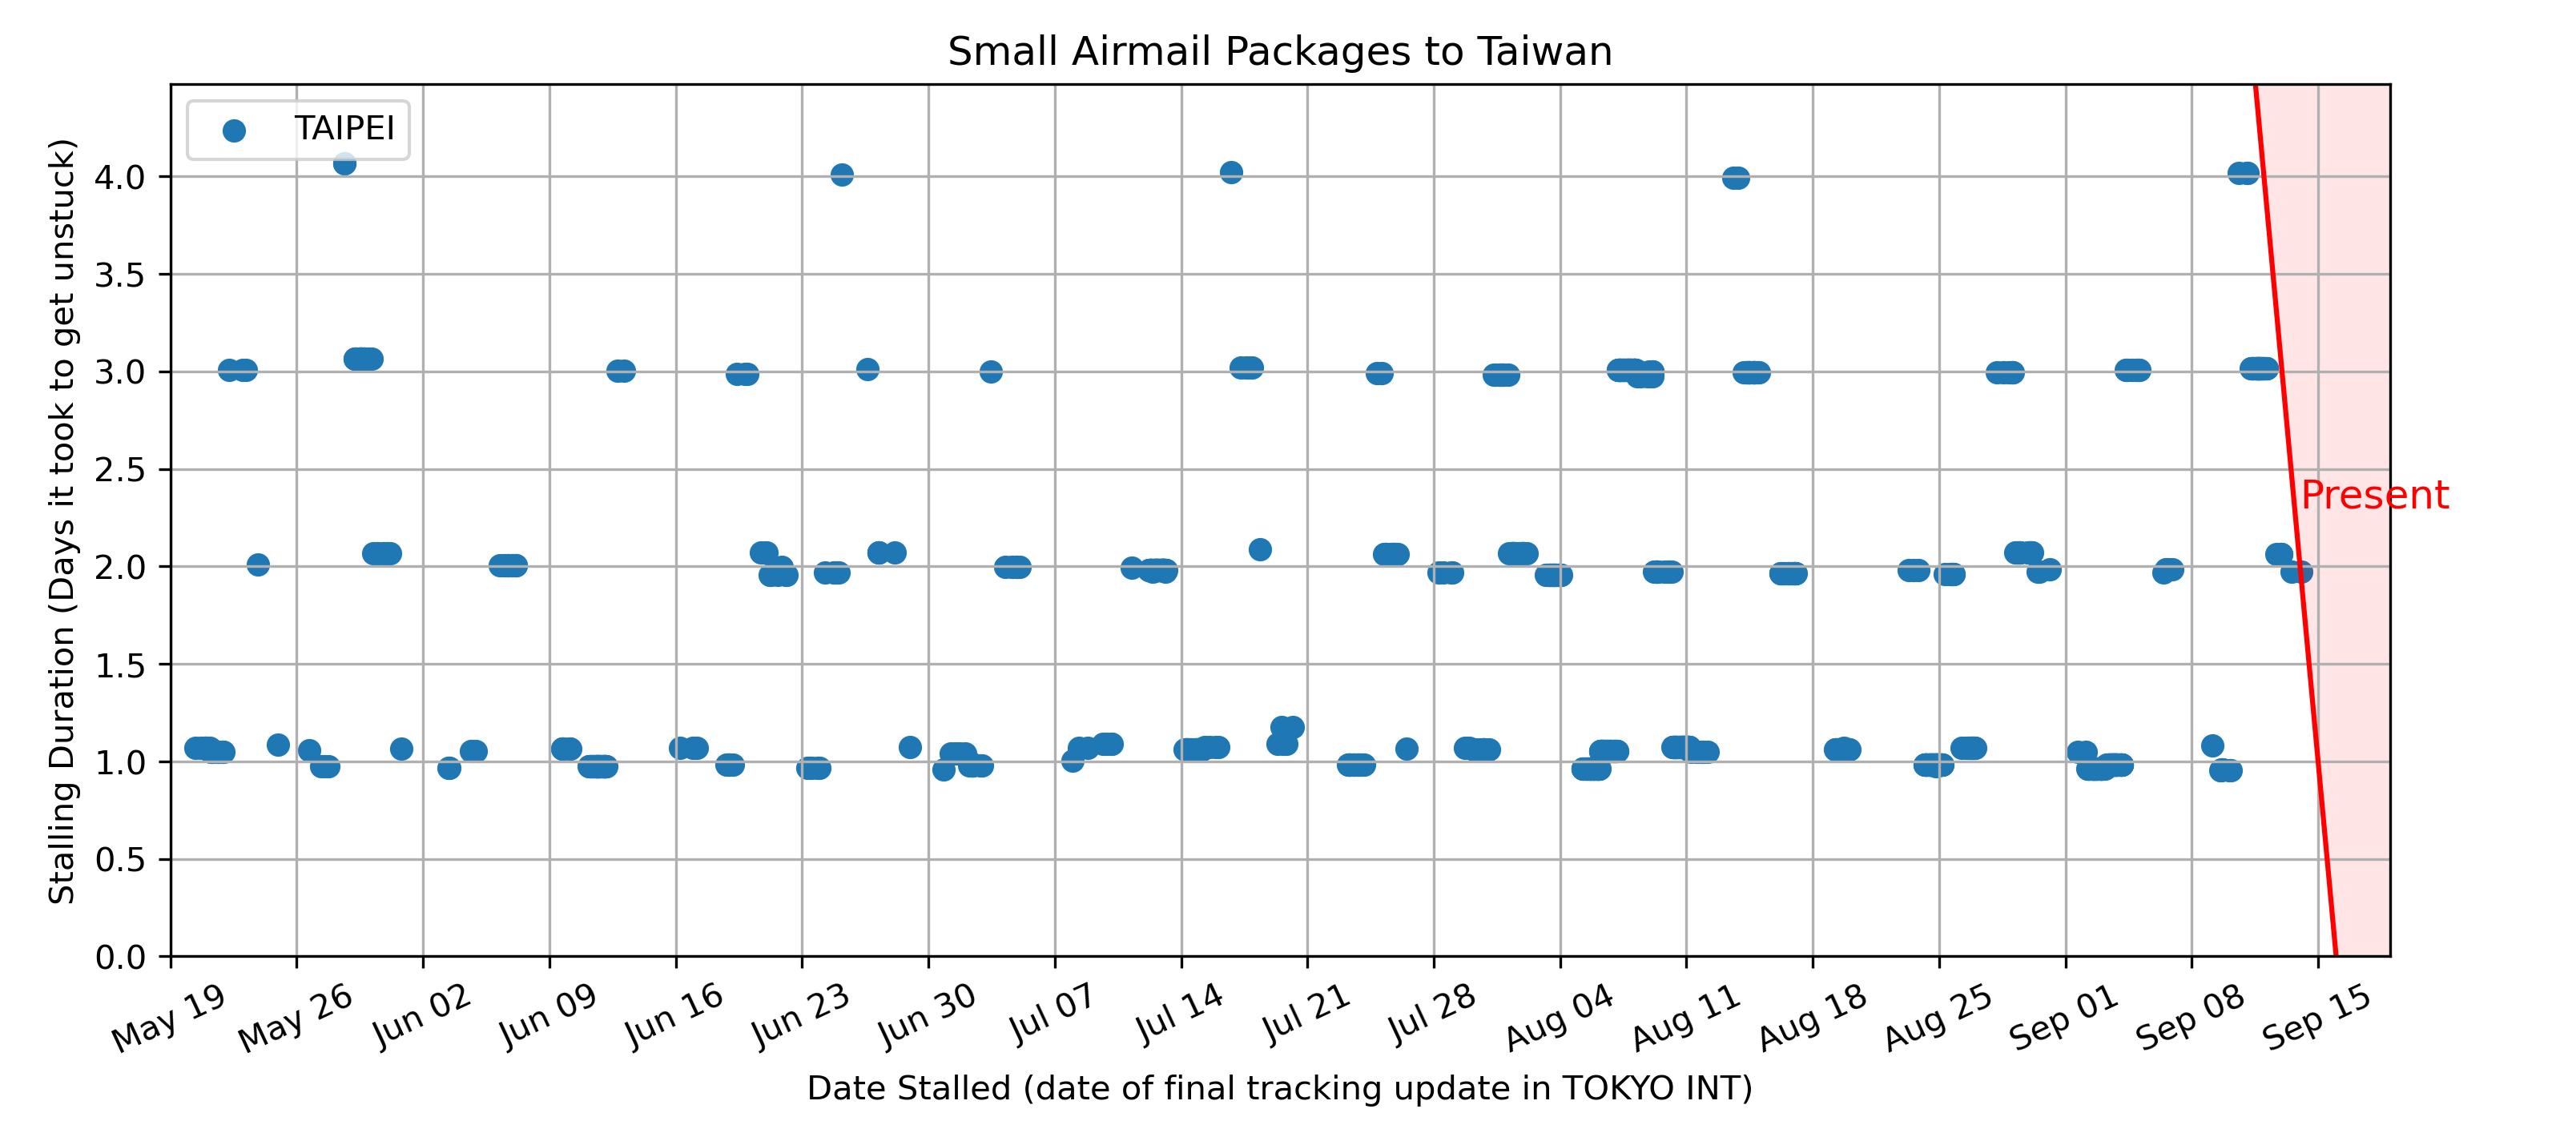 Small Airmail Packages to Taiwan
TAIPEI
Stalling Duration (Days it took to get unstuck)
4.0
3.5
3.0
2.5
2.0
1.5
1.0
0.5
0.0
Present
May 19
May 26
Jun 02
Jun 09
Jun 16
Jun 23
Jun 30
Jul 07
Jul 14
Jul 21
Jul 28
Aug 04
Aug 11
Aug 18
Aug 25
Sep 01
Sep 08
Sep 15
Date Stalled (date of final tracking update in TOKYO INT)